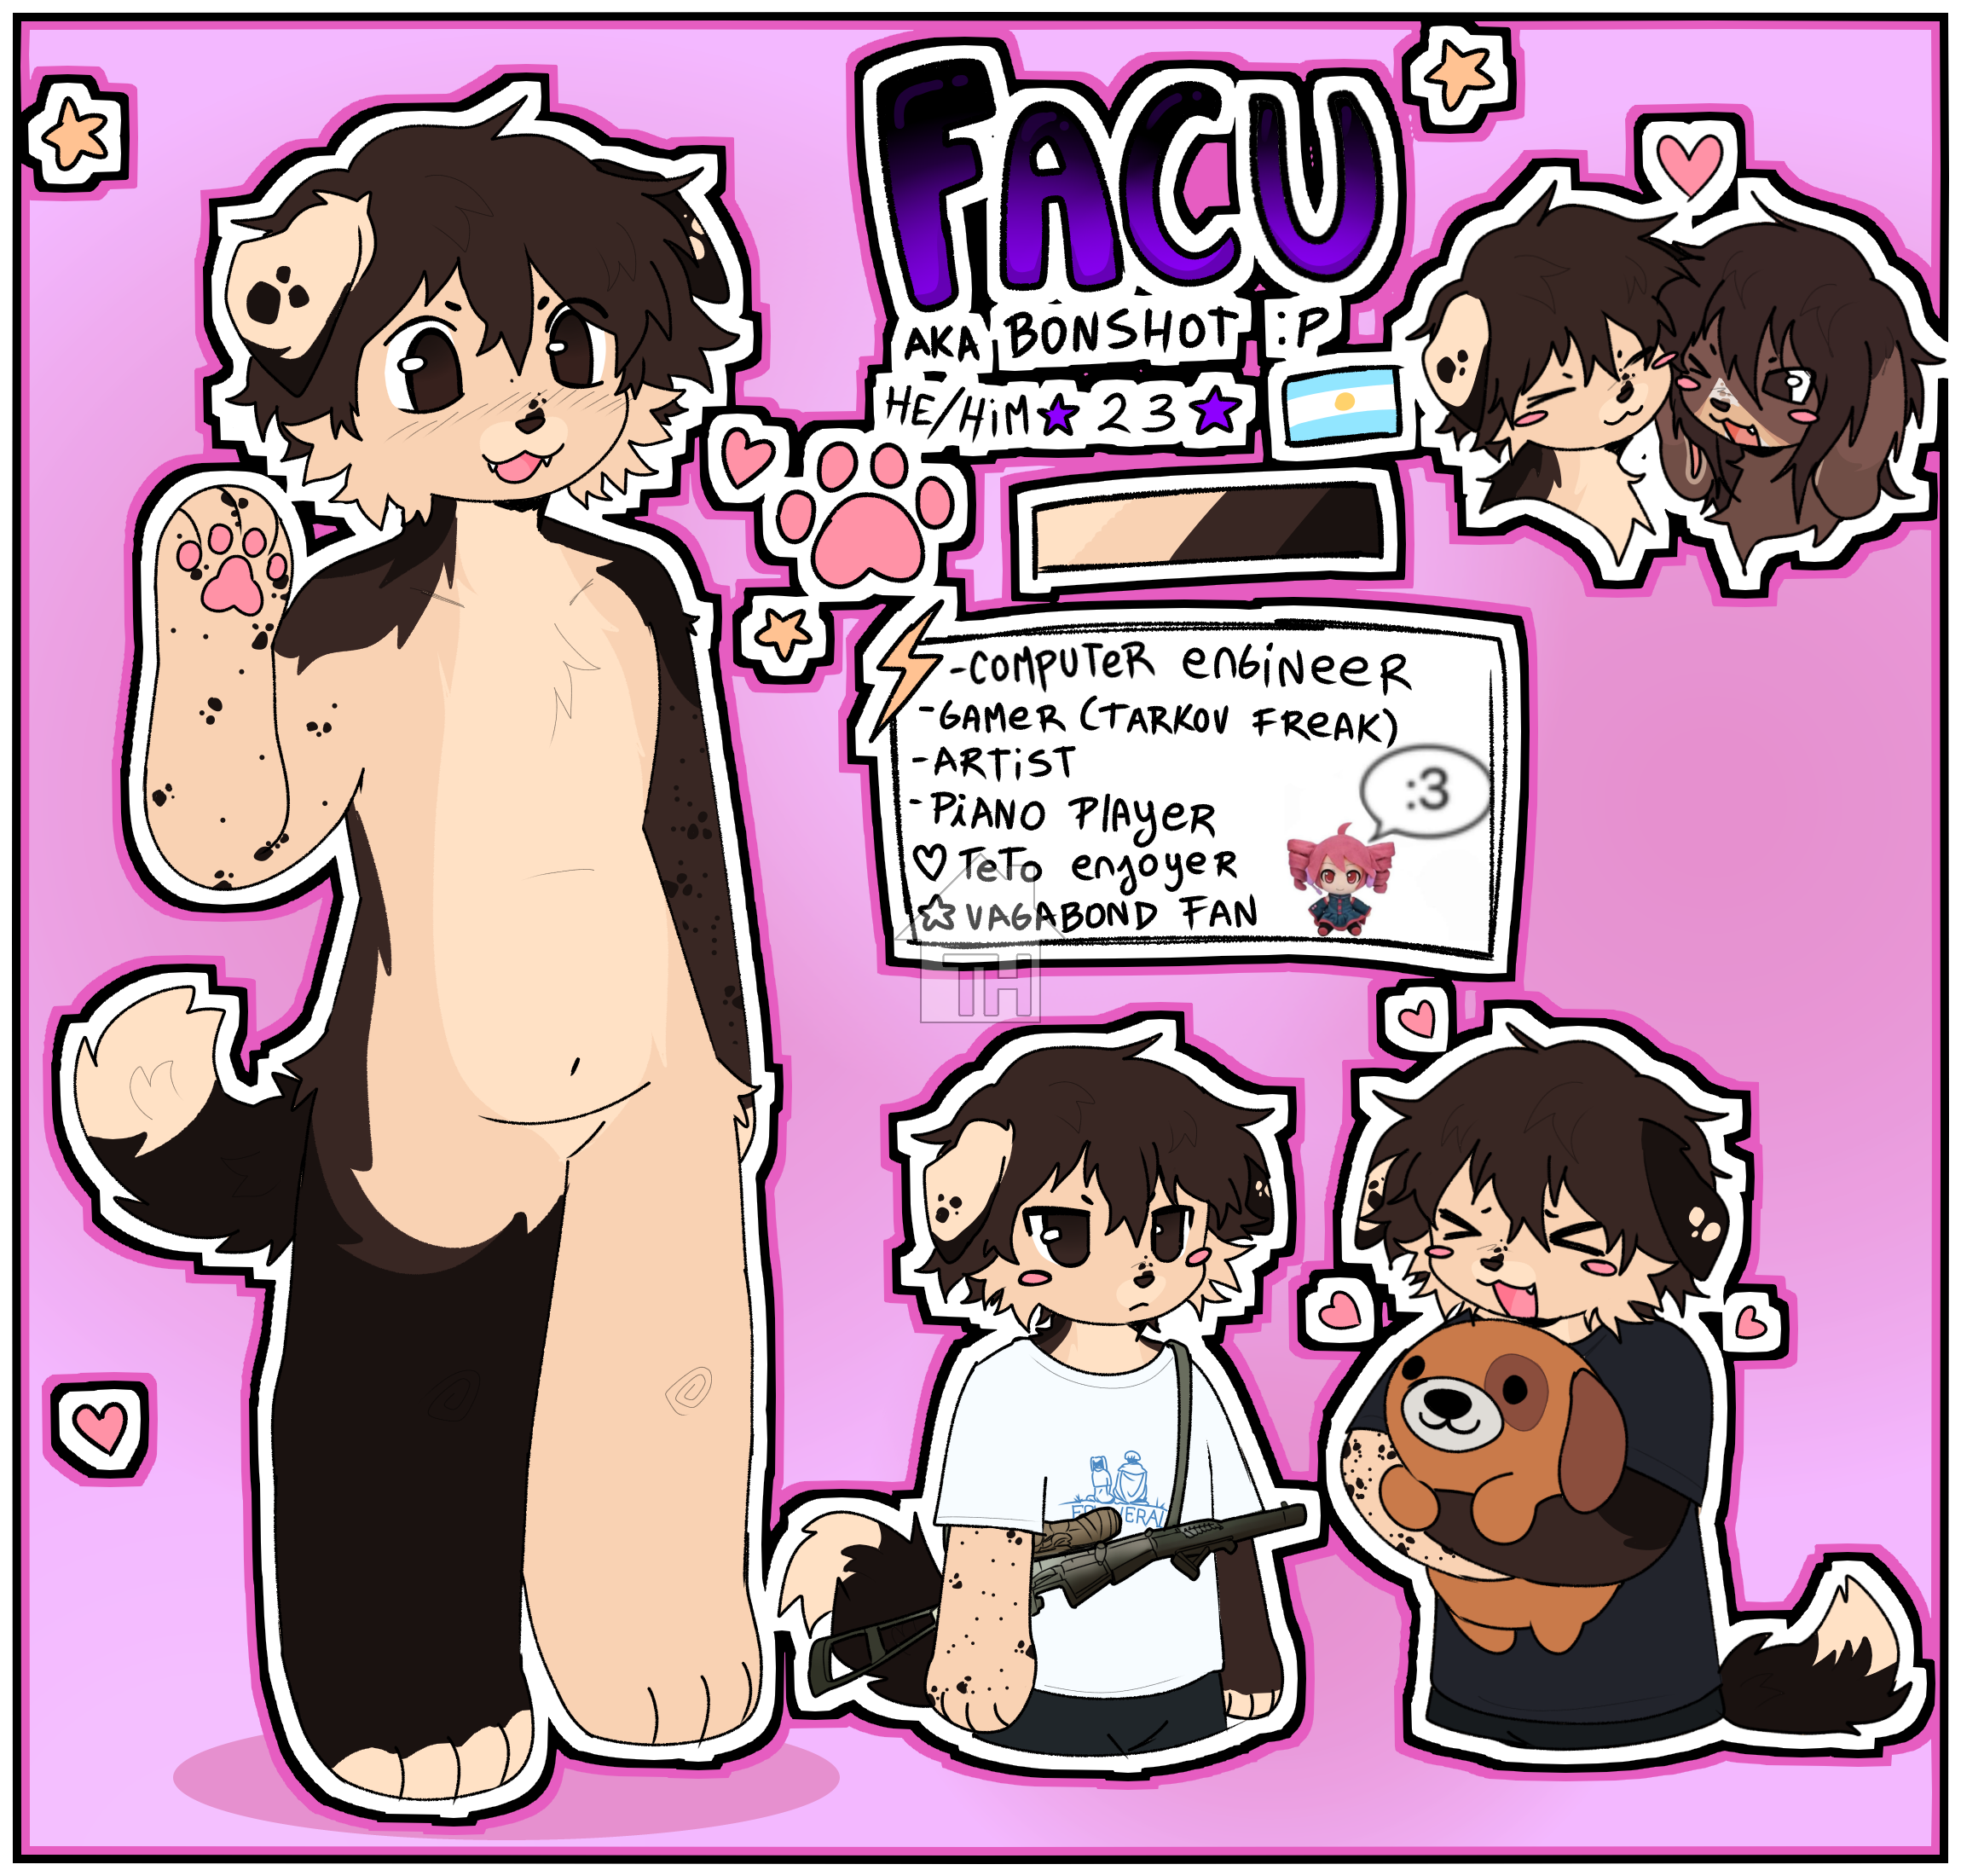 FACU
AKA BONSHOT :P
HE/HiM 23
-COMPUTeR enGiNeeR
-GAMeR (TARKOV FReaK)
-ARTiST
-PiANO PlAyeR
TeTo enjoyeR
VAGABOND FAN
:3
TH